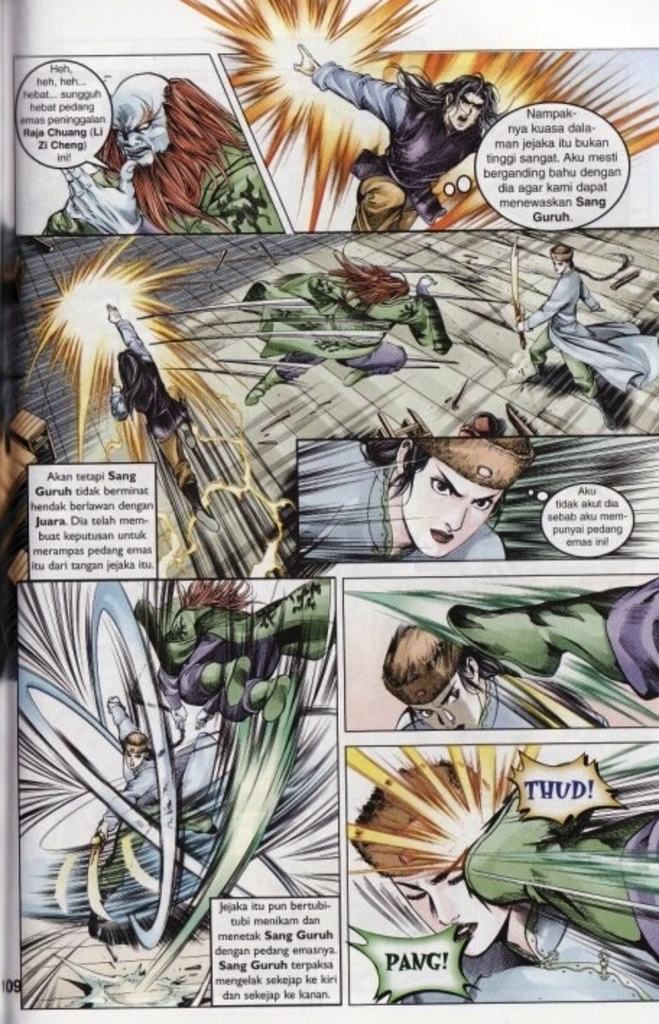 Heh,
heh, heh...
hebat... sungguh
hebat pedang
emas peninggalan
Raja Chuang (Li
Zi Cheng)
ini!
Nampak-
nya kuasa dala-
man jejaka itu bukan
tinggi sangat. Aku mesti
berganding bahu dengan
dia agar kami dapat
menewaskan Sang
Guruh.
Akan tetapi Sang
Guruh tidak berminat
hendak berlawan dengan
Juara. Dia telah mem-
buat keputusan untuk
merampas pedang emas
itu dari tangan jejaka itu.
Aku
tidak akut dia
sebab aku mem-
punyai pedang
emas ini!
Jejaka itu pun bertubi-
tubi menikam dan
menetak Sang Guruh
dengan pedang emasnya.
Sang Guruh terpaksa
mengelak sekejap ke kiri
dan sekejap ke kanan.
THUD!
PANG!
109